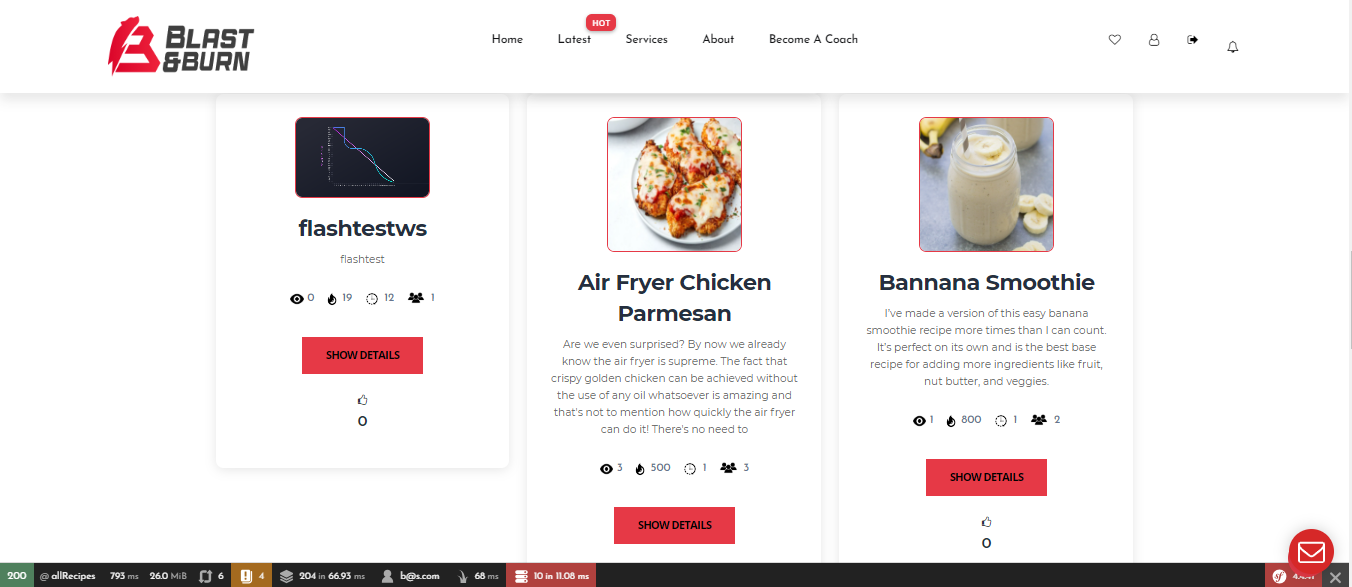 BLAST
&BURN
Home
Latest
HOT
Services
About
Become A Coach
flashtestws
flashtest
0 19 12 1
SHOW DETAILS
0
Air Fryer Chicken
Parmesan
Are we even surprised? By now we already
know the air fryer is supreme. The fact that
crispy golden chicken can be achieved without
the use of any oil whatsoever is amazing and
that's not to mention how quickly the air fryer
can do it! There's no need to
3 500 1 3
SHOW DETAILS
Bannana Smoothie
I've made a version of this easy banana
smoothie recipe more times than I can count.
It's perfect on its own and is the best base
recipe for adding more ingredients like fruit,
nut butter, and veggies.
1 800 1 2
SHOW DETAILS
0
200 @ allRecipes 793 ms 26.0 MiB 6 4 204 in 66.93 ms b@s.com 68 ms 10 in 11.08 ms sf